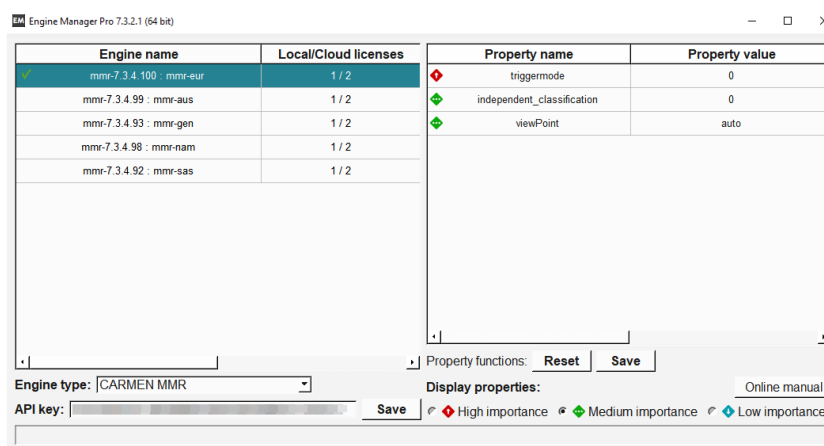 EM Engine Manager Pro 7.3.2.1 (64 bit)
Engine name Local/Cloud licenses
mmr-7.3.4.100 : mmr-eur 1 / 2
mmr-7.3.4.99 : mmr-aus 1 / 2
mmr-7.3.4.93 : mmr-gen 1 / 2
mmr-7.3.4.98 : mmr-nam 1 / 2
mmr-7.3.4.92 : mmr-sas 1 / 2
Property name Property value
triggermode 0
independent_classification 0
viewPoint auto
Property functions: Reset Save
Engine type: CARMEN MMR
Display properties: Online manual
API key: Save
High importance Medium importance Low importance